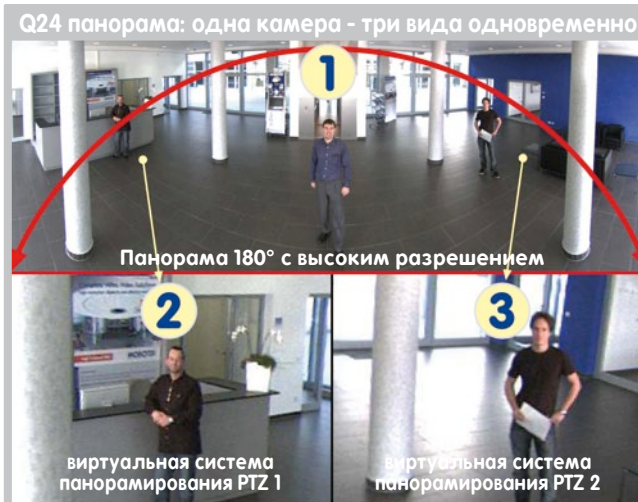 Q24 панорама: одна камера - три вида одновременно
1
Панорама 180° с высоким разрешением
2
3
MOBOTIX
виртуальная система
панорамирования PTZ 1
виртуальная система
панорамирования PTZ 2